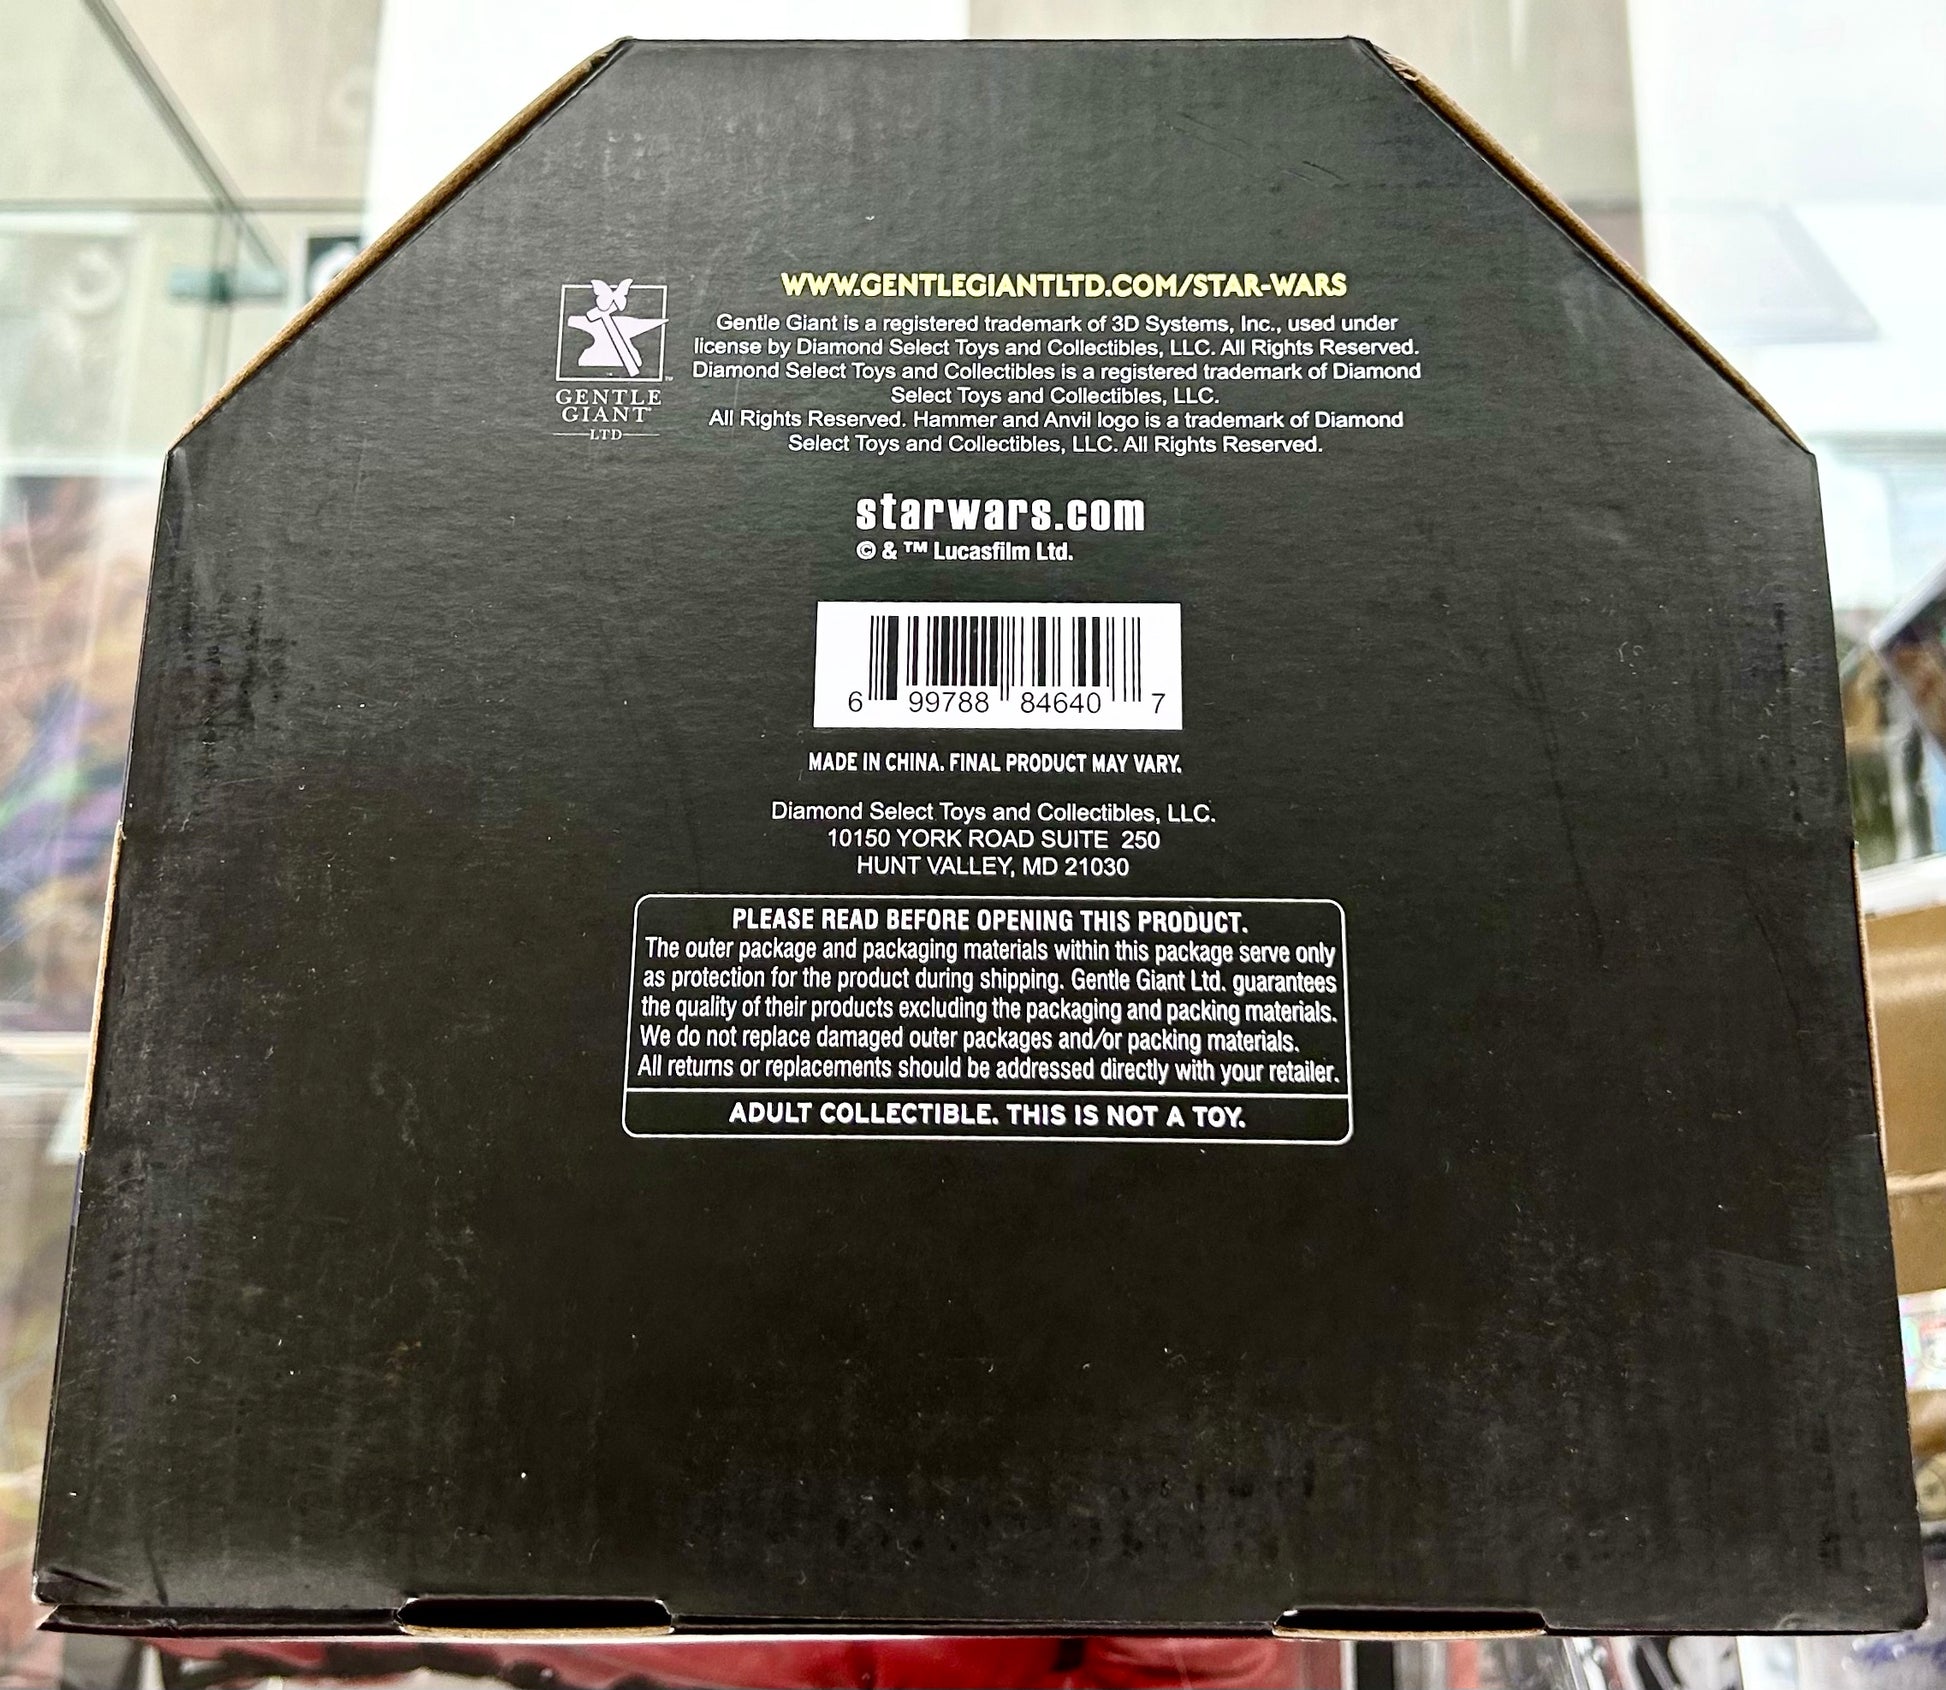 WWW.GENTLEGIANTLTD.COM/STAR-WARS
Gentle Giant is a registered trademark of 3D Systems, Inc., used under
license by Diamond Select Toys and Collectibles, LLC. All Rights Reserved.
Diamond Select Toys and Collectibles is a registered trademark of Diamond
Select Toys and Collectibles, LLC.
All Rights Reserved. Hammer and Anvil logo is a trademark of Diamond
Select Toys and Collectibles, LLC. All Rights Reserved.
™
GENTLE
GIANT®
LTD
starwars.com
© & ™ Lucasfilm Ltd.
6 99788 84640 7
MADE IN CHINA. FINAL PRODUCT MAY VARY.
Diamond Select Toys and Collectibles, LLC.
10150 YORK ROAD SUITE 250
HUNT VALLEY, MD 21030
PLEASE READ BEFORE OPENING THIS PRODUCT.
The outer package and packaging materials within this package serve only
as protection for the product during shipping. Gentle Giant Ltd. guarantees
the quality of their products excluding the packaging and packing materials.
We do not replace damaged outer packages and/or packing materials.
All returns or replacements should be addressed directly with your retailer.
ADULT COLLECTIBLE. THIS IS NOT A TOY.